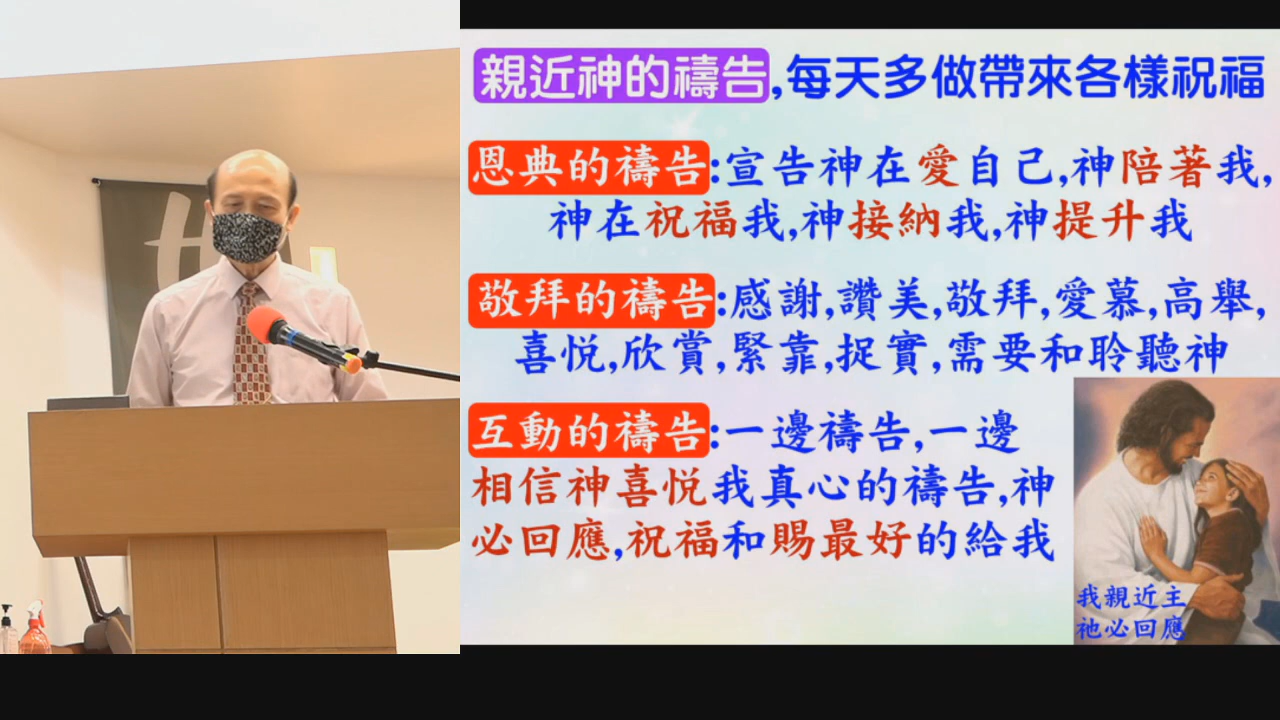 親近神的禱告,每天多做帶來各樣祝福
恩典的禱告:宣告神在愛自己,神陪著我,
神在祝福我,神接納我,神提升我
敬拜的禱告:感謝,讚美,敬拜,愛慕,高舉,
喜悅,欣賞,緊靠,捉實,需要和聆聽神
互動的禱告:一邊禱告,一邊
相信神喜悅我真心的禱告,神
必回應,祝福和賜最好的給我
我親近主
祂必回應